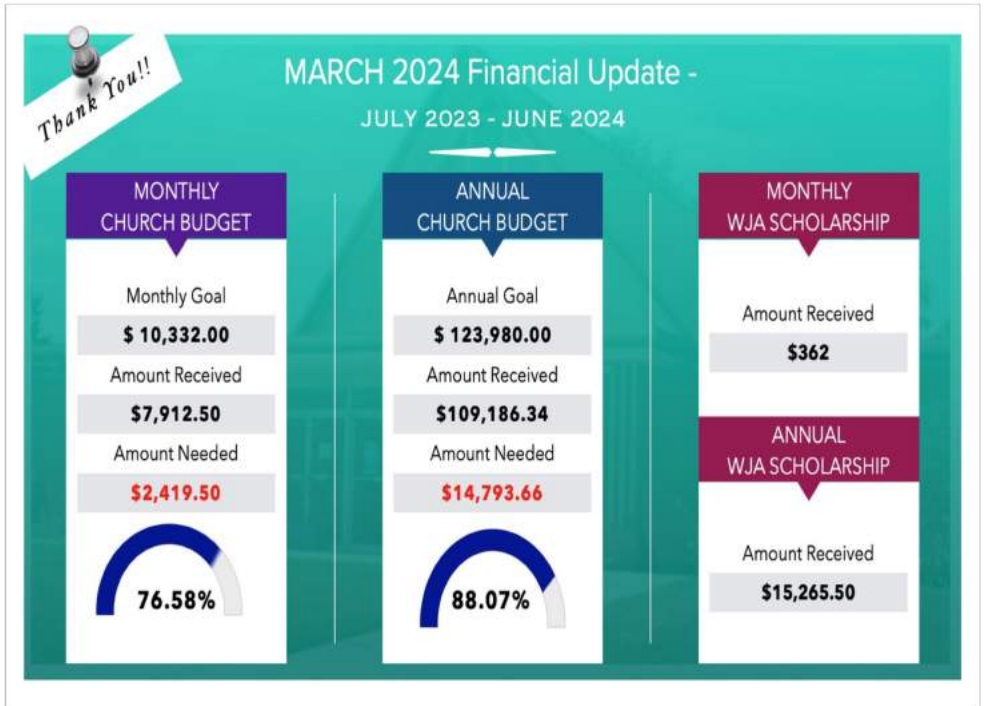 Thank You!!
MARCH 2024 Financial Update -
JULY 2023 - JUNE 2024
MONTHLY
CHURCH BUDGET
Monthly Goal
$ 10,332.00
Amount Received
$7,912.50
Amount Needed
$2,419.50
76.58%
ANNUAL
CHURCH BUDGET
Annual Goal
$ 123,980.00
Amount Received
$109,186.34
Amount Needed
$14,793.66
88.07%
MONTHLY
WJA SCHOLARSHIP
Amount Received
$362
ANNUAL
WJA SCHOLARSHIP
Amount Received
$15,265.50